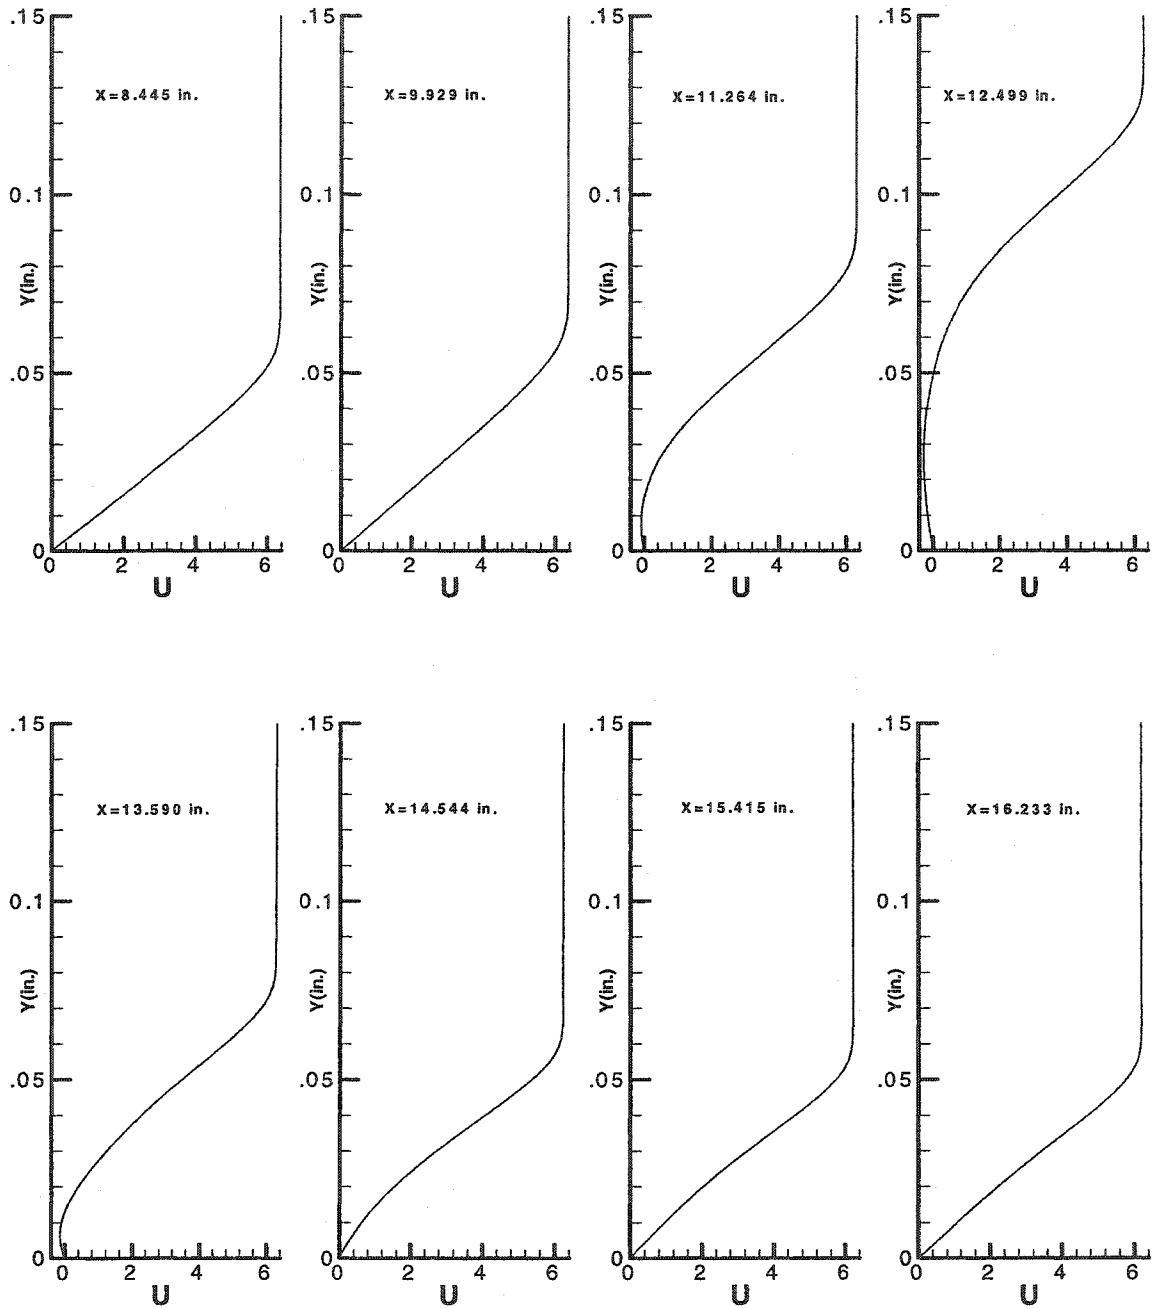 .15 .15 .15 .15
X=8.445 in. X=9.929 in. X=11.264 in. X=12.499 in.
0.1 0.1 0.1 0.1
Y(in.) Y(in.) Y(in.) Y(in.)
.05 .05 .05 .05
0 0 0 0
0 2 4 6 0 2 4 6 0 2 4 6 0 2 4 6
U U U U
.15 .15 .15 .15
X=13.590 in. X=14.544 in. X=15.415 in. X=16.233 in.
0.1 0.1 0.1 0.1
Y(in.) Y(in.) Y(in.) Y(in.)
.05 .05 .05 .05
0 0 0 0
0 2 4 6 0 2 4 6 0 2 4 6 0 2 4 6
U U U U